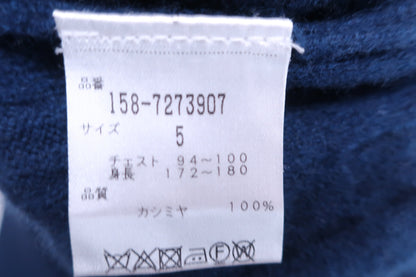 品番
158-7273907
サイズ
5
チェスト 94～100
身長 172～180
品質
カシミヤ 100%